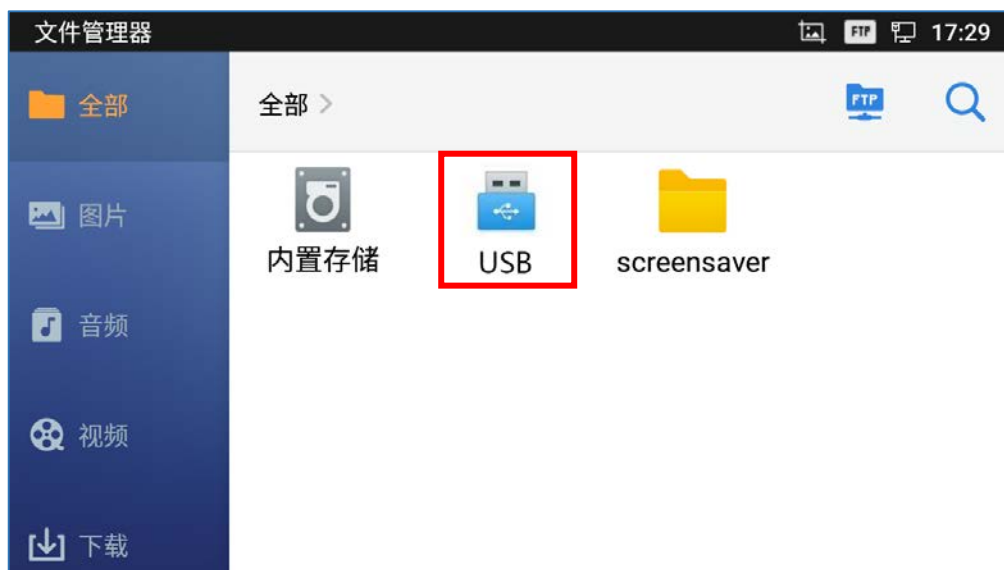 文件管理器
FTP 17:29
全部
全部 >
FTP
图片
内置存储
USB
screensaver
音频
视频
下载